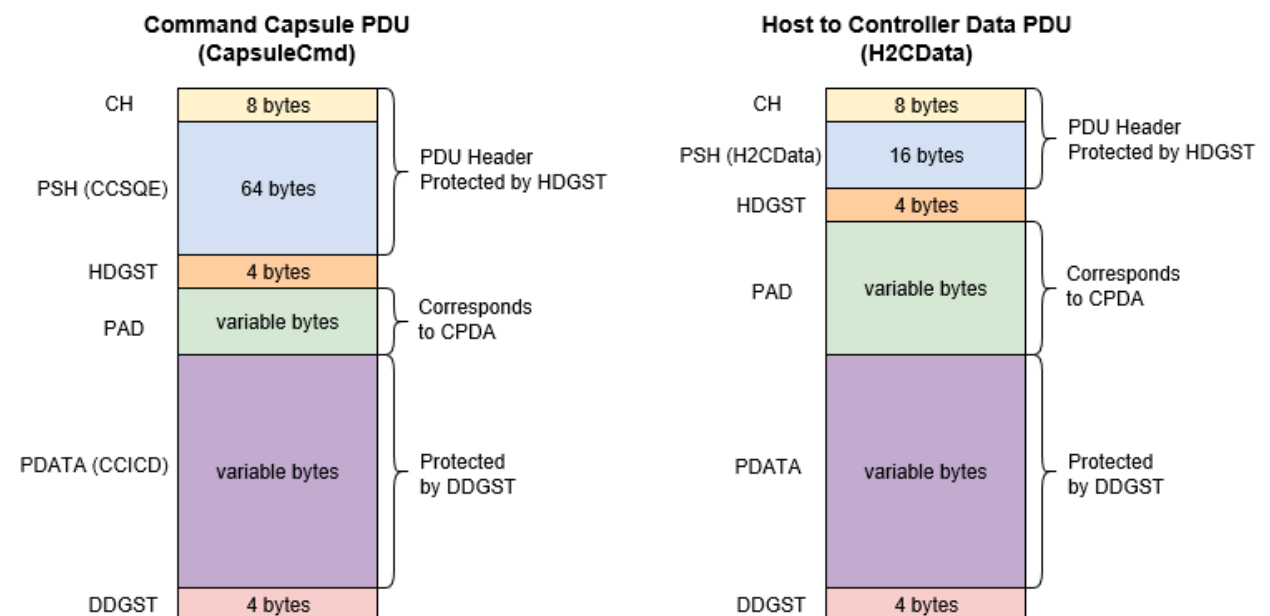 Command Capsule PDU
(CapsuleCmd)
CH
8 bytes
PSH (CCSQE)
64 bytes
PDU Header
Protected by HDGST
HDGST
4 bytes
PAD
variable bytes
Corresponds
to CPDA
PDATA (CCICD)
variable bytes
Protected
by DDGST
DDGST
4 bytes
Host to Controller Data PDU
(H2CData)
CH
8 bytes
PSH (H2CData)
16 bytes
PDU Header
Protected by HDGST
HDGST
4 bytes
PAD
variable bytes
Corresponds
to CPDA
PDATA
variable bytes
Protected
by DDGST
DDGST
4 bytes